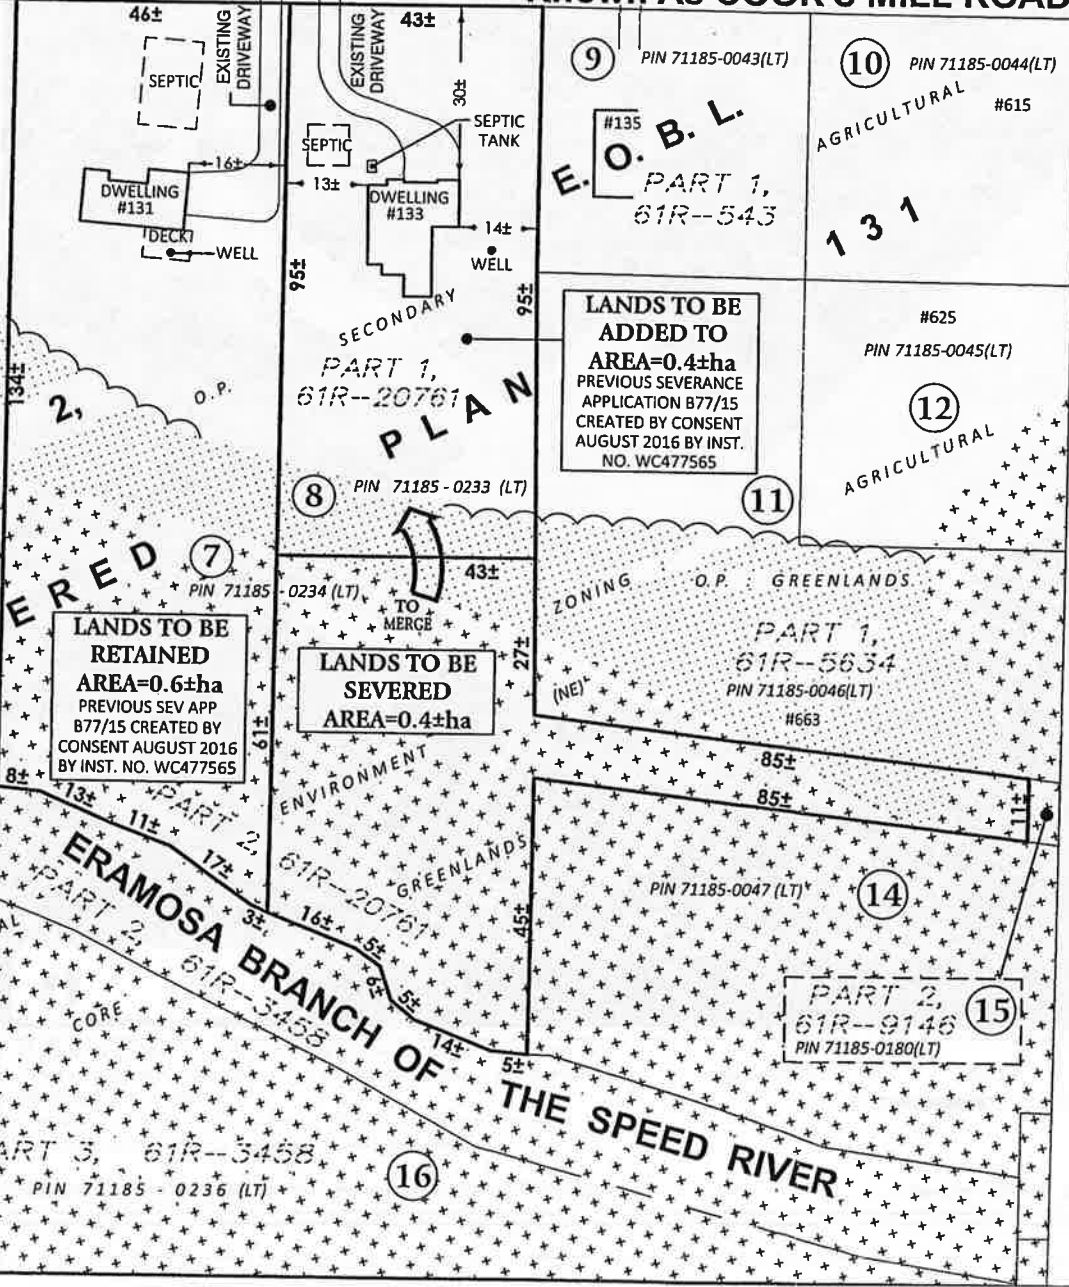 Known As COOK'S MILL ROAD
46±
EXISTING
DRIVEWAY
SEPTIC
16±
DWELLING
#131
DECK
WELL
43±
EXISTING
DRIVEWAY
30±
SEPTIC
TANK
SEPTIC
13±
DWELLING
#133
14±
WELL
95±
95±
9
PIN 71185-0043(LT)
#135
E. O. B. L.
PART 1,
61R--543
10
PIN 71185-0044(LT)
AGRICULTURAL
#615
131
SECONDARY
PART 1,
61R--20761
PLAN
LANDS TO BE
ADDED TO
AREA=0.4±ha
PREVIOUS SEVERANCE
APPLICATION B77/15
CREATED BY CONSENT
AUGUST 2016 BY INST.
NO. WC477565
#625
PIN 71185-0045(LT)
12
AGRICULTURAL
134±
2,
O.P.
8
PIN 71185 - 0233 (LT)
11
ERED
7
PIN 71185 - 0234 (LT)
43±
TO
MERGE
ZONING
O.P. : GREENLANDS
PART 1,
61R--5634
PIN 71185-0046(LT)
#663
(NE)
27±
LANDS TO BE
RETAINED
AREA=0.6±ha
PREVIOUS SEV APP
B77/15 CREATED BY
CONSENT AUGUST 2016
BY INST. NO. WC477565
61±
LANDS TO BE
SEVERED
AREA=0.4±ha
85±
85±
11±
8±
13±
11±
17±
3±
16±
5±
6±
5±
14±
5±
45±
PART 2,
61R--20761
ENVIRONMENT
GREENLANDS
PIN 71185-0047 (LT)
14
PART 2,
61R--9146
PIN 71185-0180(LT)
15
ERAMOSA BRANCH OF THE SPEED RIVER
PART 2,
61R--3458
AL
CORE
ART 3, 61R--3458
PIN 71185 - 0236 (LT)
16